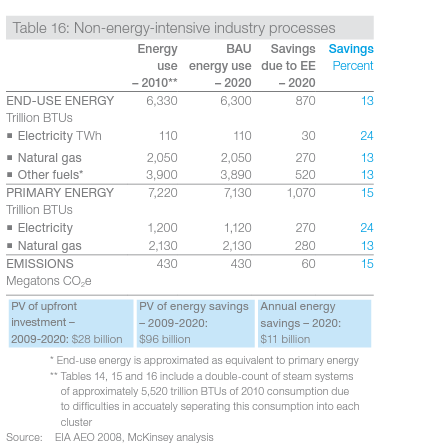 Table 16: Non-energy-intensive industry processes
Energy BAU Savings Savings
use energy use due to EE Percent
– 2010** – 2020 – 2020
END-USE ENERGY 6,330 6,300 870 13
Trillion BTUs
▪ Electricity TWh 110 110 30 24
▪ Natural gas 2,050 2,050 270 13
▪ Other fuels* 3,900 3,890 520 13
PRIMARY ENERGY 7,220 7,130 1,070 15
Trillion BTUs
▪ Electricity 1,200 1,120 270 24
▪ Natural gas 2,130 2,130 280 13
EMISSIONS 430 430 60 15
Megatons CO₂e
PV of upfront PV of energy savings Annual energy
investment – – 2009-2020: savings – 2020:
2009-2020: $28 billion $96 billion $11 billion
* End-use energy is approximated as equivalent to primary energy
** Tables 14, 15 and 16 include a double-count of steam systems
of approximately 5,520 trillion BTUs of 2010 consumption due
to difficulties in accuately seperating this consumption into each
cluster
Source: EIA AEO 2008, McKinsey analysis